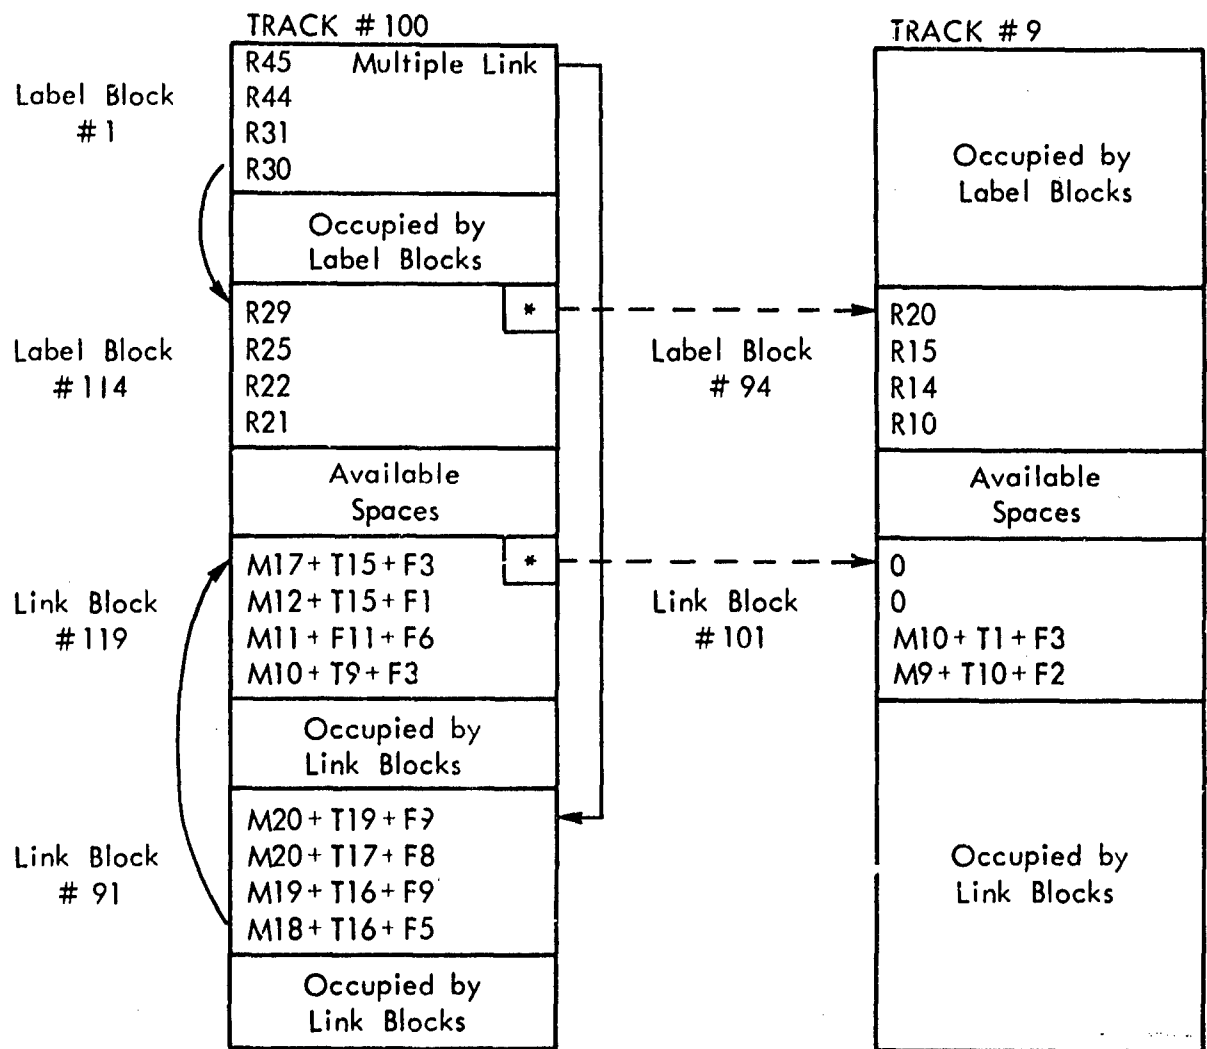 TRACK #100
R45 Multiple Link
R44
R31
R30
Label Block
#1
Occupied by
Label Blocks
R29 *
R25
R22
R21
Label Block
#114
Available
Spaces
M17+ T15+ F3 *
M12+ T15+ F1
M11 + F11 + F6
M10+ T9+ F3
Link Block
#119
Occupied by
Link Blocks
M20+ T19+ F9
M20+ T17+ F8
M19+ T16+ F9
M18+ T16+ F5
Link Block
# 91
Occupied by
Link Blocks
Label Block
# 94
Link Block
#101
TRACK #9
Occupied by
Label Blocks
R20
R15
R14
R10
Available
Spaces
0
0
M10+ T1+ F3
M9+ T10+ F2
Occupied by
Link Blocks